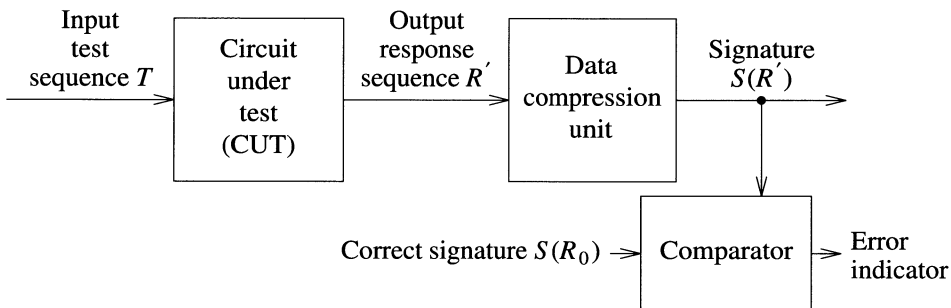 Input
test
sequence T
Circuit
under
test
(CUT)
Output
response
sequence R′
Data
compression
unit
Signature
S(R′)
Correct signature S(R₀)
Comparator
Error
indicator